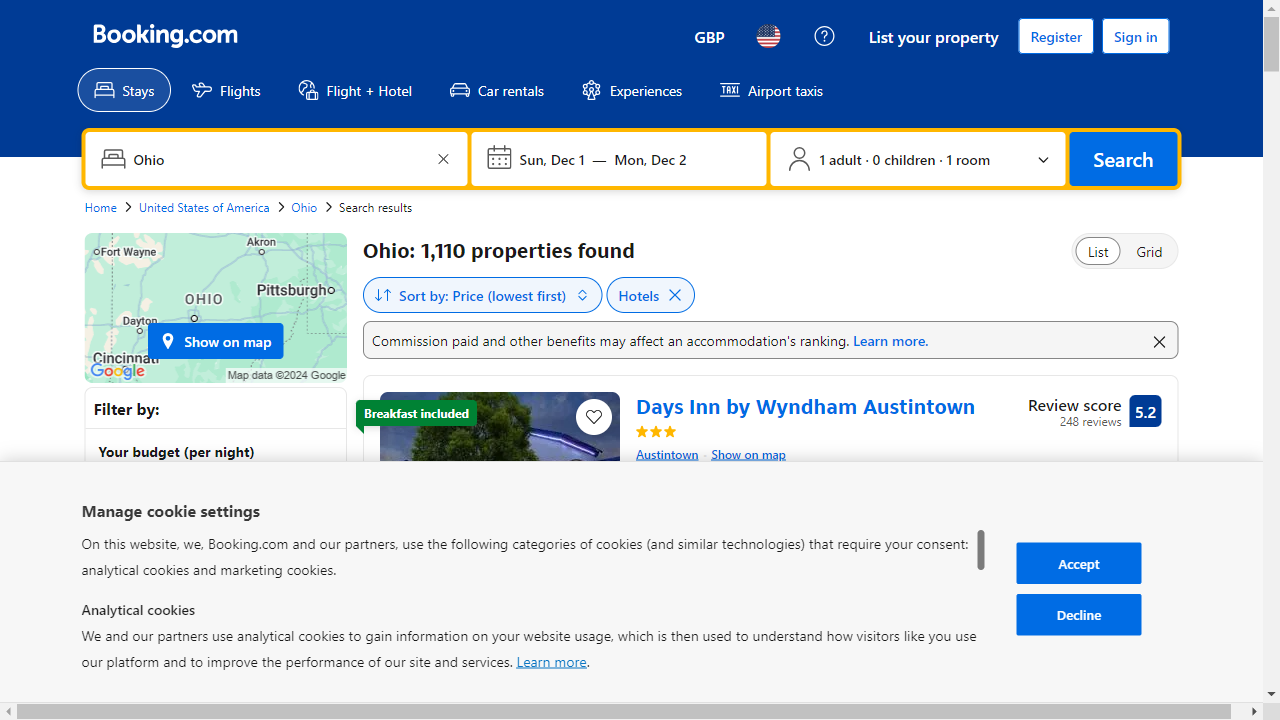 Booking.com
GBP
List your property
Register
Sign in
Stays
Flights
Flight + Hotel
Car rentals
Experiences
TAXI
Airport taxis
Ohio
Sun, Dec 1 — Mon, Dec 2
1 adult · 0 children · 1 room
Search
Home
United States of America
Ohio
Search results
Fort Wayne
Akron
OHIO
Pittsburgh
Dayton
Cincinnati
Show on map
Google
Map data ©2024 Google
Ohio: 1,110 properties found
List
Grid
Sort by: Price (lowest first)
Hotels
Commission paid and other benefits may affect an accommodation's ranking. Learn more.
Filter by:
Your budget (per night)
Breakfast included
Days Inn by Wyndham Austintown
Review score
248 reviews
5.2
Austintown
Show on map
Manage cookie settings
On this website, we, Booking.com and our partners, use the following categories of cookies (and similar technologies) that require your consent:
analytical cookies and marketing cookies.
Analytical cookies
We and our partners use analytical cookies to gain information on your website usage, which is then used to understand how visitors like you use
our platform and to improve the performance of our site and services. Learn more.
Accept
Decline